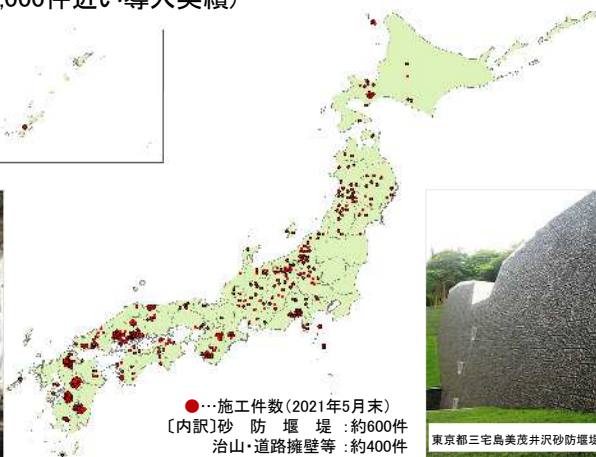 000件近い導入実績)
●…施工件数(2021年5月末)
〔内訳〕砂防堰堤:約600件
治山・道路擁壁等:約400件
東京都三宅島美茂井沢砂防堰堤